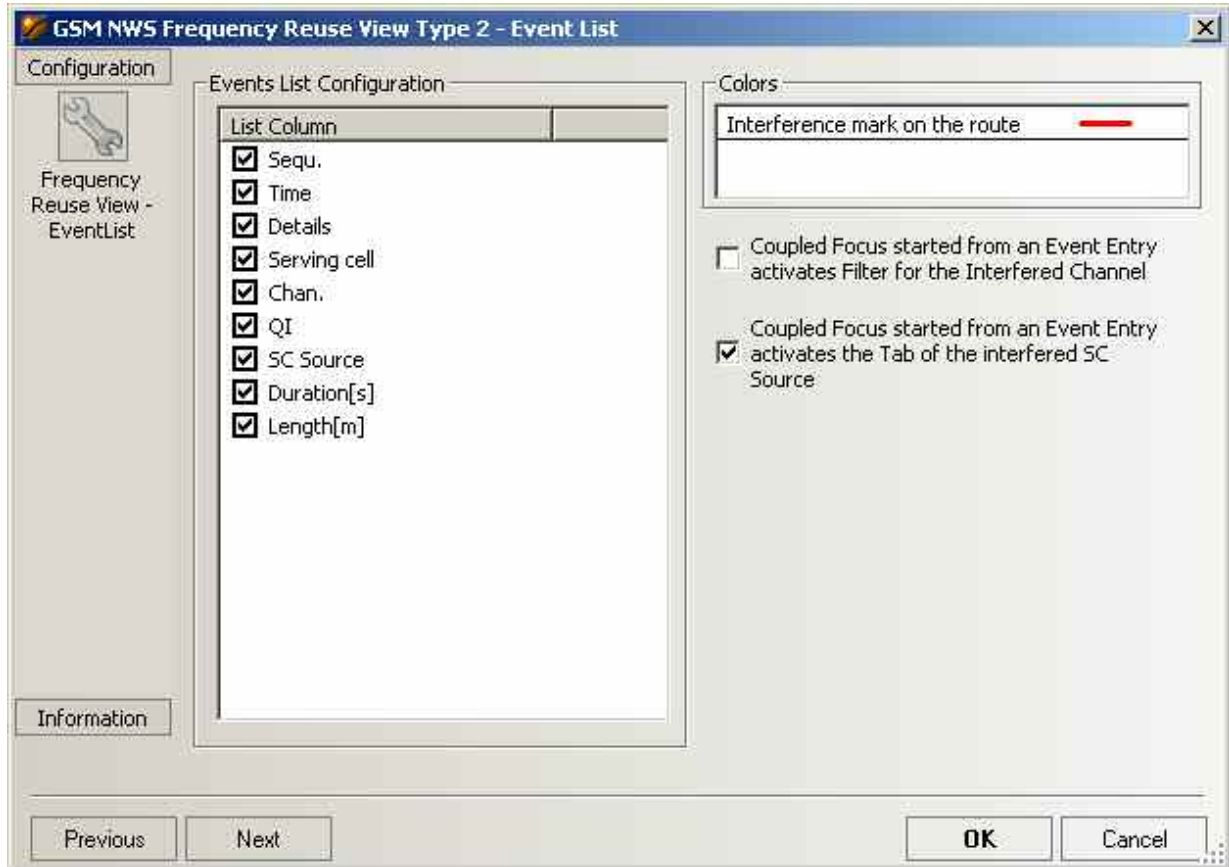 GSM NWS Frequency Reuse View Type 2 - Event List
Configuration
Frequency
Reuse View -
EventList
Information
Events List Configuration
List Column
Sequ.
Time
Details
Serving cell
Chan.
QI
SC Source
Duration[s]
Length[m]
Colors
Interference mark on the route
Coupled Focus started from an Event Entry
activates Filter for the Interfered Channel
Coupled Focus started from an Event Entry
activates the Tab of the interfered SC
Source
Previous
Next
OK
Cancel